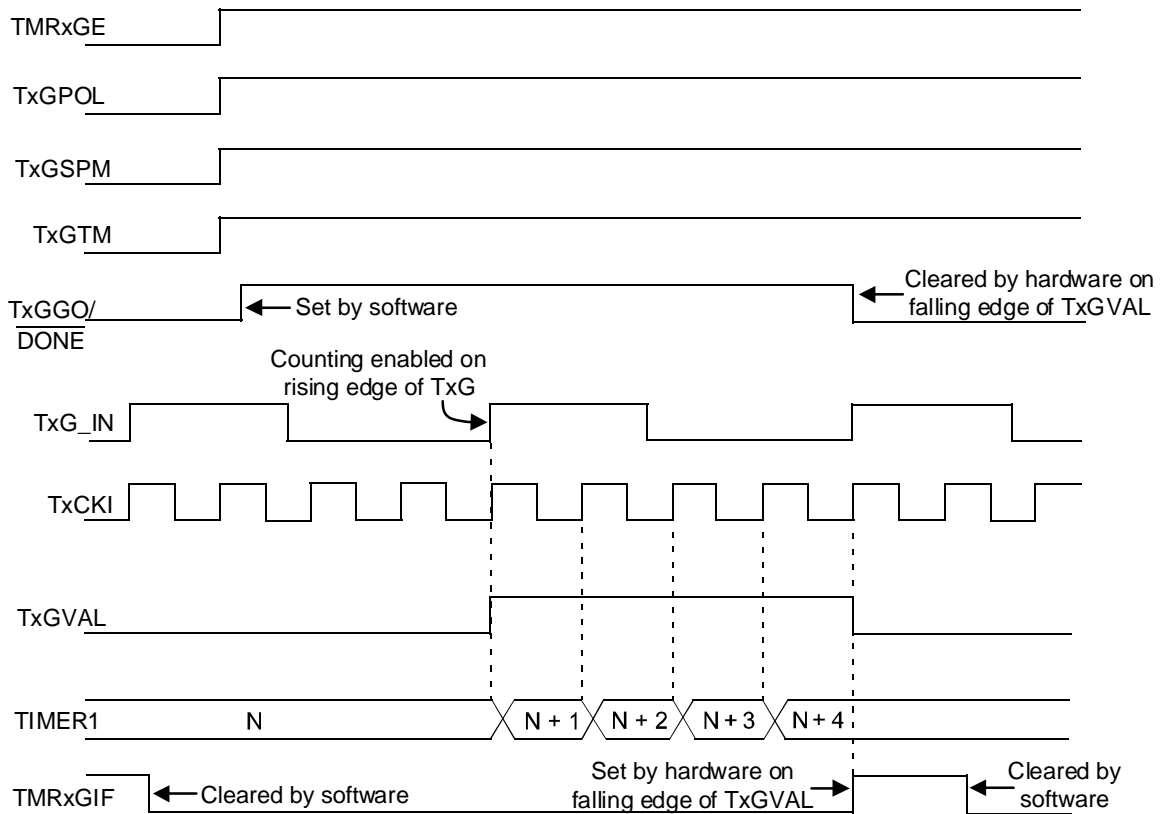 TMRxGE
TxGPOL
TxGSPM
TxGTM
TxGGO/
DONE
Set by software
Cleared by hardware on
falling edge of TxGVAL
Counting enabled on
rising edge of TxG
TxG_IN
TxCKI
TxGVAL
TIMER1
N
N + 1
N + 2
N + 3
N + 4
TMRxGIF
Cleared by software
Set by hardware on
falling edge of TxGVAL
Cleared by
software